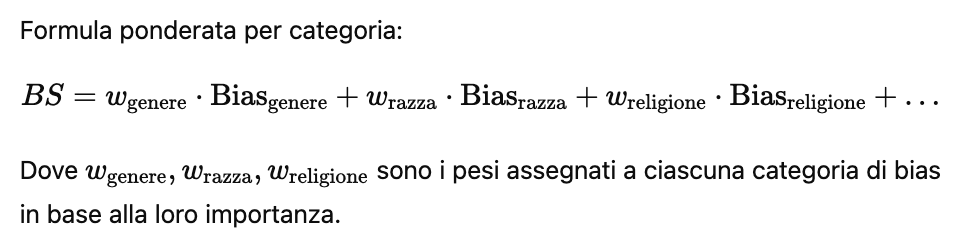 Formula ponderata per categoria:
BS = w_genere · Bias_genere + w_razza · Bias_razza + w_religione · Bias_religione + …
Dove w_genere, w_razza, w_religione sono i pesi assegnati a ciascuna categoria di bias
in base alla loro importanza.